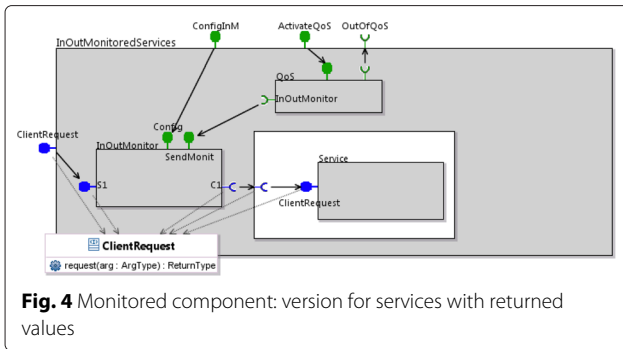 ConfigInM
ActivateQoS
OutOfQoS
InOutMonitoredServices
QoS
InOutMonitor
ClientRequest
Config
InOutMonitor
SendMonit
Service
S1
C1
ClientRequest
ClientRequest
request(arg : ArgType) : ReturnType
Fig. 4 Monitored component: version for services with returned
values